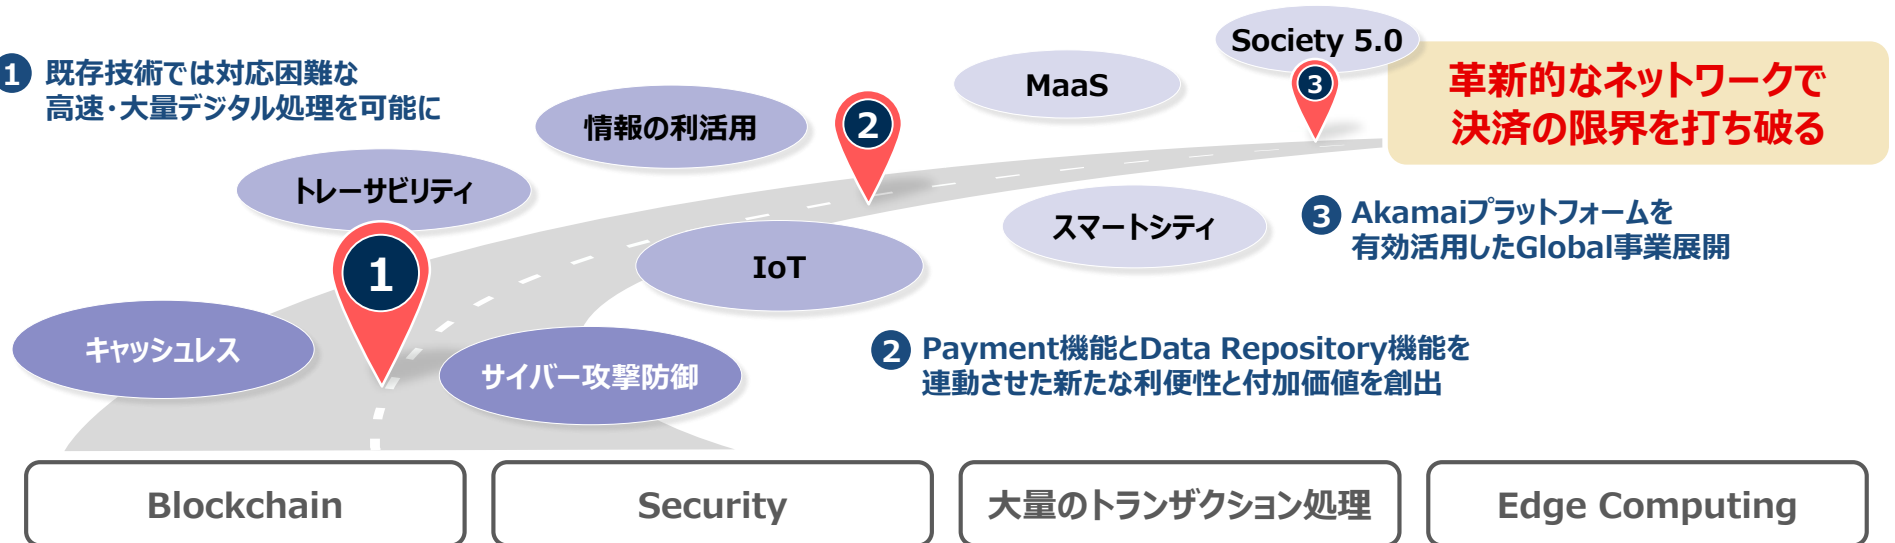 Society 5.0
3
革新的なネットワークで
決済の限界を打ち破る
1 既存技術では対応困難な
高速・大量デジタル処理を可能に
MaaS
情報の利活用
2
トレーサビリティ
スマートシティ
3 Akamaiプラットフォームを
有効活用したGlobal事業展開
1
IoT
キャッシュレス
サイバー攻撃防御
2 Payment機能とData Repository機能を
連動させた新たな利便性と付加価値を創出
Blockchain
Security
大量のトランザクション処理
Edge Computing